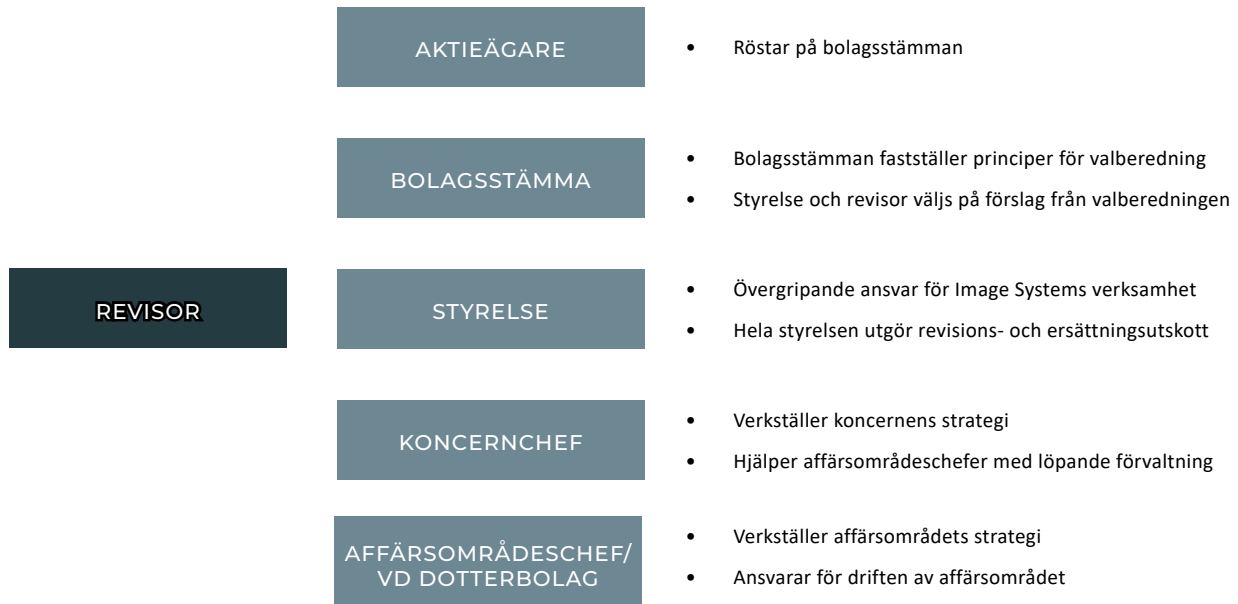 AKTIEÄGARE
• Röstar på bolagsstämman
BOLAGSSTÄMMA
• Bolagsstämman fastställer principer för valberedning
• Styrelse och revisor väljs på förslag från valberedningen
REVISOR
STYRELSE
• Övergripande ansvar för Image Systems verksamhet
• Hela styrelsen utgör revisions- och ersättningsutskott
KONCERNCHEF
• Verkställer koncernens strategi
• Hjälper affärsområdeschefer med löpande förvaltning
AFFÄRSOMRÅDESCHEF/
VD DOTTERBOLAG
• Verkställer affärsområdets strategi
• Ansvarar för driften av affärsområdet